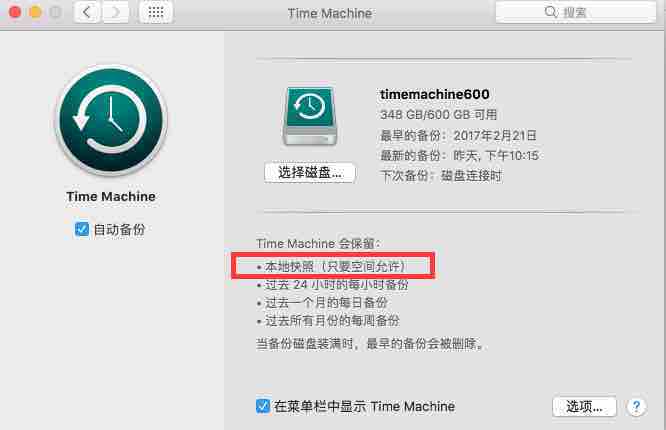 Time Machine
搜索
timemachine600
348 GB/600 GB 可用
最早的备份：2017年2月21日
最新的备份：昨天, 下午10:15
下次备份：磁盘连接时
选择磁盘...
Time Machine
自动备份
Time Machine 会保留：
• 本地快照（只要空间允许）
• 过去 24 小时的每小时备份
• 过去一个月的每日备份
• 过去所有月份的每周备份
当备份磁盘装满时，最早的备份会被删除。
在菜单栏中显示 Time Machine
选项...
?